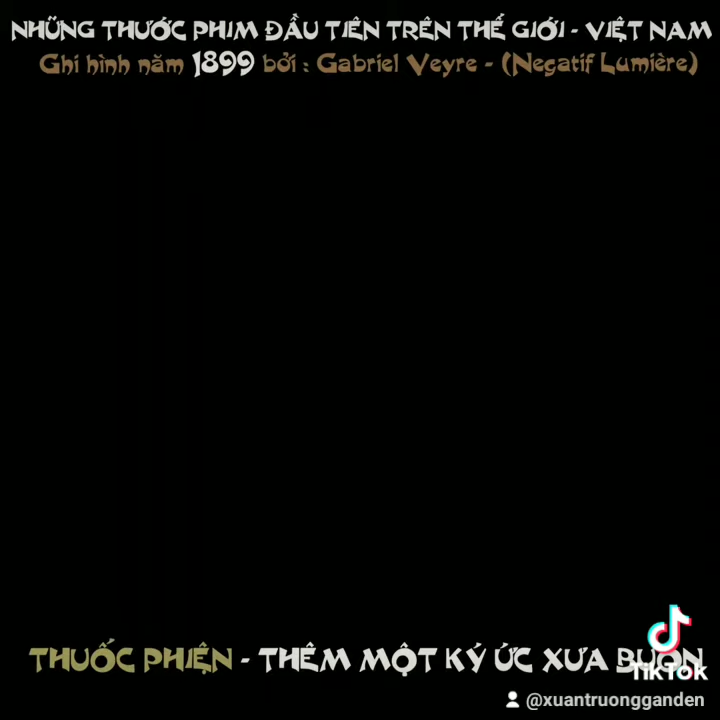 NHỮNG THƯỚC PHIM ĐẦU TIÊN TRÊN THẾ GIỚI - VIỆT NAM
Ghi hình năm 1899 bởi : Gabriel Veyre - (Negatif Lumière)
THUỐC PHIỆN - THÊM MỘT KÝ ỨC XƯA BUỒN
TikTok
@xuantruongganden